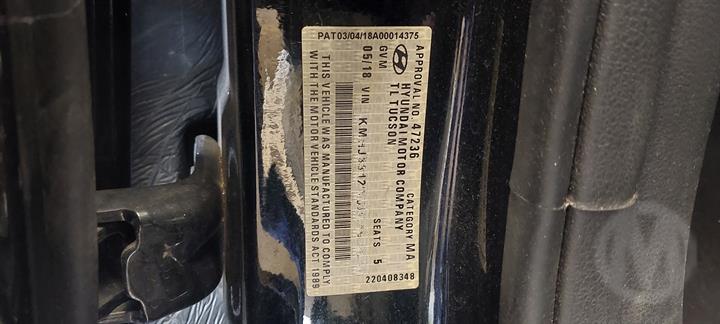 PAT03/04/18A00014375
APPROVAL NO. 47236 CATEGORY MA
HYUNDAI MOTOR COMPANY
TL TUCSON
GVM SEATS 5
05/18 VIN
THIS VEHICLE WAS MANUFACTURED TO COMPLY
WITH THE MOTOR VEHICLE STANDARDS ACT 1989
220408348